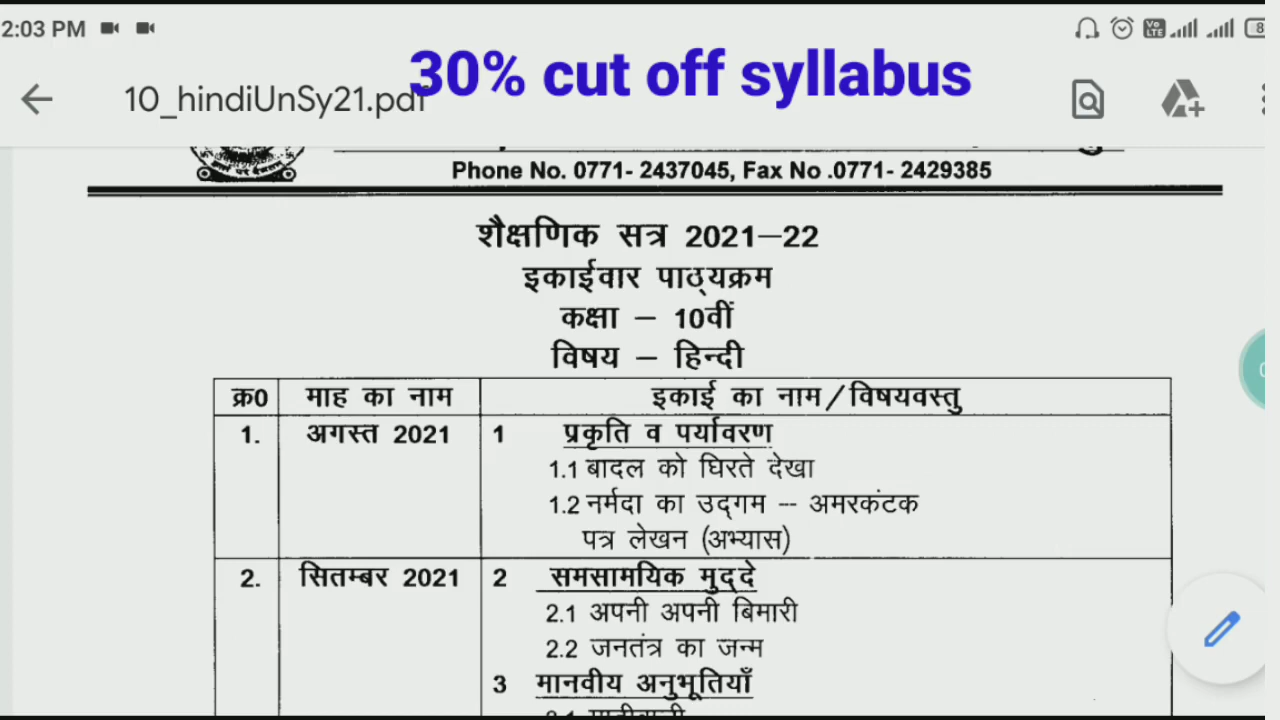 2:03 PM
30% cut off syllabus
10_hindiUnSy21.pdf
Phone No. 0771- 2437045, Fax No .0771- 2429385
शैक्षणिक सत्र 2021–22
इकाईवार पाठ्यक्रम
कक्षा – 10वीं
विषय – हिन्दी
क्र0 माह का नाम इकाई का नाम/विषयवस्तु
1. अगस्त 2021 1 प्रकृति व पर्यावरण
1.1 बादल को घिरते देखा
1.2 नर्मदा का उद्गम -- अमरकंटक
पत्र लेखन (अभ्यास)
2. सितम्बर 2021 2 समसामयिक मुद्दे
2.1 अपनी अपनी बिमारी
2.2 जनतंत्र का जन्म
3 मानवीय अनुभूतियाँ